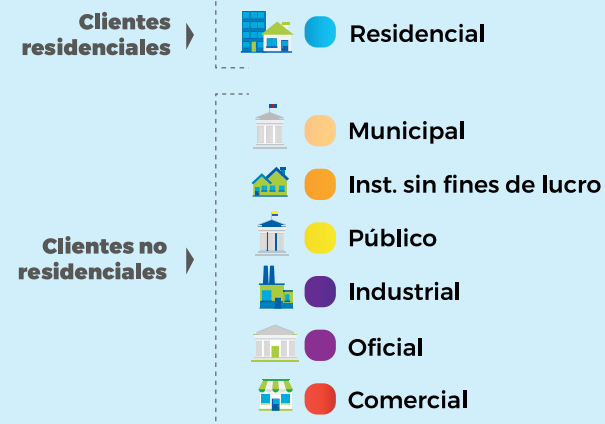 Clientes
residenciales
Residencial
Municipal
Inst. sin fines de lucro
Público
Clientes no
residenciales
Industrial
Oficial
Comercial